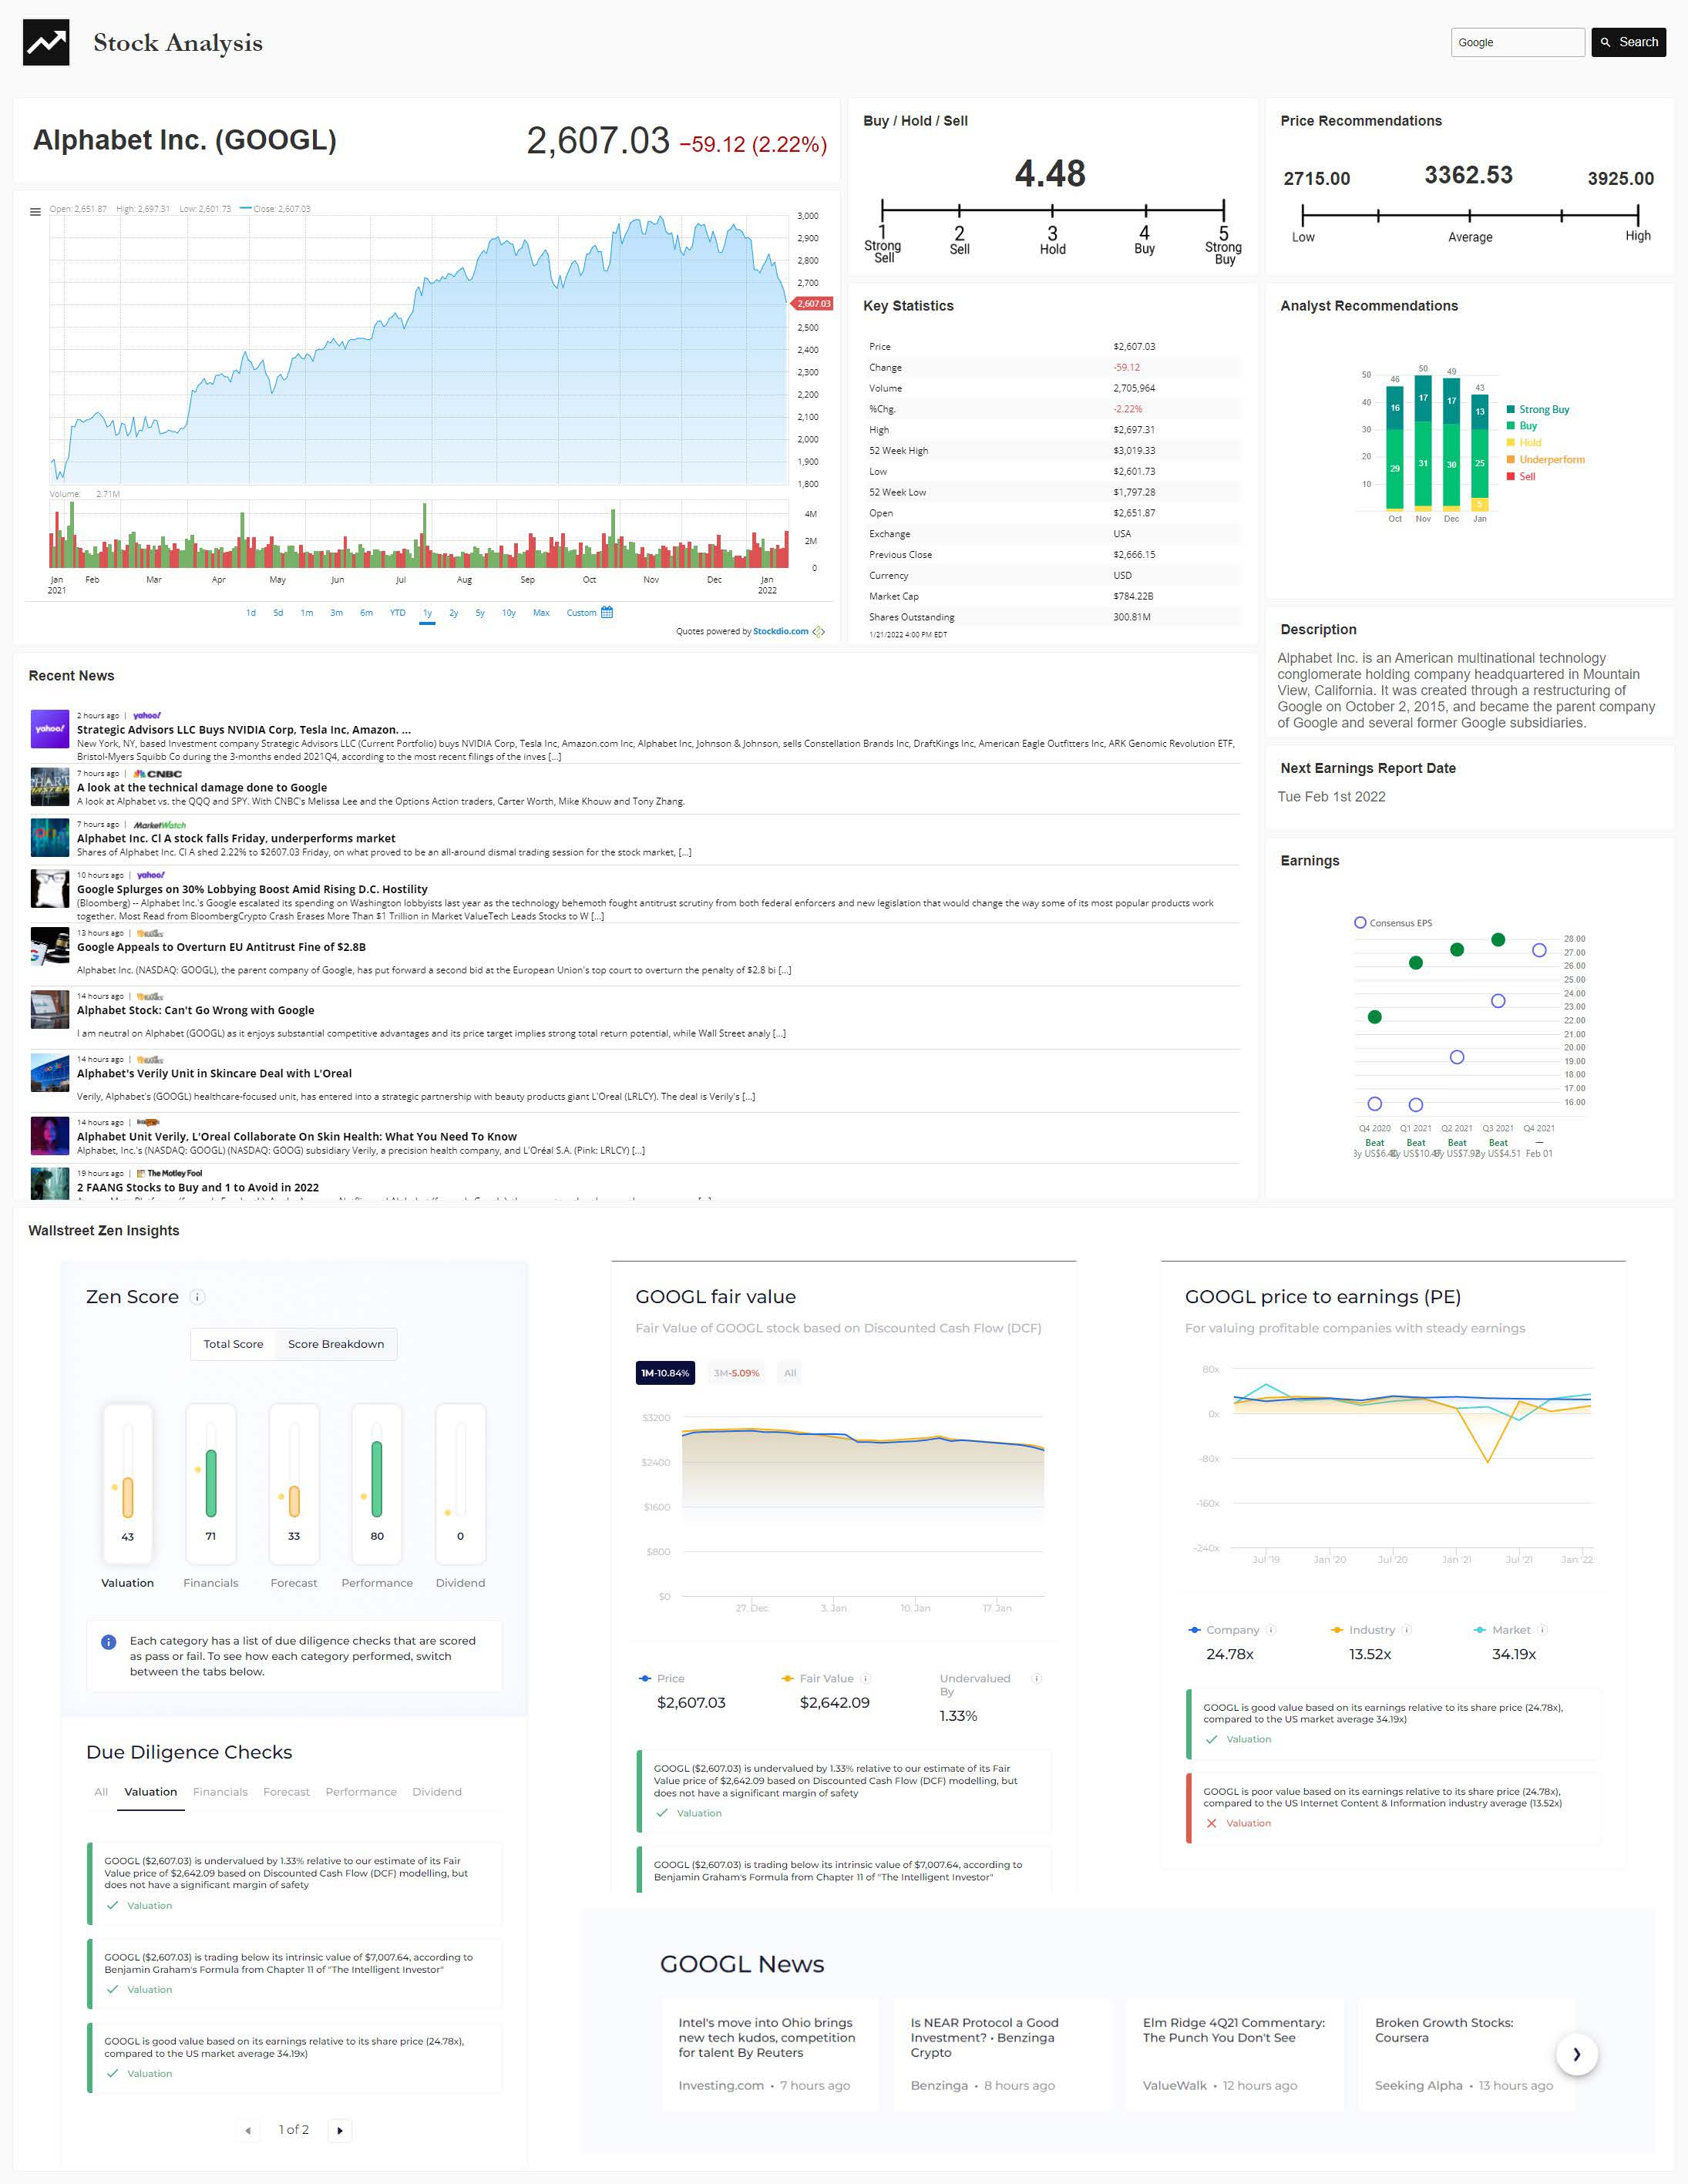 Stock Analysis
Google
Search
Alphabet Inc. (GOOGL)
2,607.03 −59.12 (2.22%)
Open: 2,651.87 High: 2,697.31 Low: 2,601.73 Close: 2,607.03
3,000
2,900
2,800
2,700
2,607.03
2,500
2,400
2,300
2,200
2,100
2,000
1,900
1,800
Volume: 2.71M
4M
2M
0
Jan Feb Mar Apr May Jun Jul Aug Sep Oct Nov Dec Jan
2021 2022
1d 5d 1m 3m 6m YTD 1y 2y 5y 10y Max Custom
Quotes powered by Stockdio.com
Buy / Hold / Sell
4.48
1 2 3 4 5
Strong Sell Sell Hold Buy Strong Buy
Price Recommendations
2715.00 3362.53 3925.00
Low Average High
Key Statistics
Price $2,607.03
Change -59.12
Volume 2,705,964
%Chg. -2.22%
High $2,697.31
52 Week High $3,019.33
Low $2,601.73
52 Week Low $1,797.28
Open $2,651.87
Exchange USA
Previous Close $2,666.15
Currency USD
Market Cap $784.22B
Shares Outstanding 300.81M
1/21/2022 4:00 PM EDT
Analyst Recommendations
50
40
30
20
10
46 50 49 43
16 17 17 13
29 31 30 25
5
Oct Nov Dec Jan
Strong Buy
Buy
Hold
Underperform
Sell
Description
Alphabet Inc. is an American multinational technology
conglomerate holding company headquartered in Mountain
View, California. It was created through a restructuring of
Google on October 2, 2015, and became the parent company
of Google and several former Google subsidiaries.
Next Earnings Report Date
Tue Feb 1st 2022
Earnings
Consensus EPS
28.00
27.00
26.00
25.00
24.00
23.00
22.00
21.00
20.00
19.00
18.00
17.00
16.00
Q4 2020 Q1 2021 Q2 2021 Q3 2021 Q4 2021
Beat Beat Beat Beat —
US$4.51 Feb 01
Recent News
yahoo!
2 hours ago | yahoo!
Strategic Advisors LLC Buys NVIDIA Corp, Tesla Inc, Amazon. ...
New York, NY, based Investment company Strategic Advisors LLC (Current Portfolio) buys NVIDIA Corp, Tesla Inc, Amazon.com Inc, Alphabet Inc, Johnson & Johnson, sells Constellation Brands Inc, DraftKings Inc, American Eagle Outfitters Inc, ARK Genomic Revolution ETF,
Bristol-Myers Squibb Co during the 3-months ended 2021Q4, according to the most recent filings of the inves [...]
7 hours ago | CNBC
A look at the technical damage done to Google
A look at Alphabet vs. the QQQ and SPY. With CNBC's Melissa Lee and the Options Action traders, Carter Worth, Mike Khouw and Tony Zhang.
7 hours ago | MarketWatch
Alphabet Inc. Cl A stock falls Friday, underperforms market
Shares of Alphabet Inc. Cl A shed 2.22% to $2607.03 Friday, on what proved to be an all-around dismal trading session for the stock market, [...]
10 hours ago | yahoo!
Google Splurges on 30% Lobbying Boost Amid Rising D.C. Hostility
(Bloomberg) -- Alphabet Inc.'s Google escalated its spending on Washington lobbyists last year as the technology behemoth fought antitrust scrutiny from both federal enforcers and new legislation that would change the way some of its most popular products work
together. Most Read from BloombergCrypto Crash Erases More Than $1 Trillion in Market ValueTech Leads Stocks to W [...]
13 hours ago |
Google Appeals to Overturn EU Antitrust Fine of $2.8B
Alphabet Inc. (NASDAQ: GOOGL), the parent company of Google, has put forward a second bid at the European Union's top court to overturn the penalty of $2.8 bi [...]
14 hours ago |
Alphabet Stock: Can't Go Wrong with Google
I am neutral on Alphabet (GOOGL) as it enjoys substantial competitive advantages and its price target implies strong total return potential, while Wall Street analy [...]
14 hours ago |
Alphabet's Verily Unit in Skincare Deal with L'Oreal
Verily, Alphabet's (GOOGL) healthcare-focused unit, has entered into a strategic partnership with beauty products giant L'Oreal (LRLCY). The deal is Verily's [...]
14 hours ago |
Alphabet Unit Verily, L'Oreal Collaborate On Skin Health: What You Need To Know
Alphabet, Inc.'s (NASDAQ: GOOGL) (NASDAQ: GOOG) subsidiary Verily, a precision health company, and L'Oréal S.A. (Pink: LRLCY) [...]
19 hours ago | The Motley Fool
2 FAANG Stocks to Buy and 1 to Avoid in 2022
Wallstreet Zen Insights
Zen Score
Total Score Score Breakdown
43 71 33 80 0
Valuation Financials Forecast Performance Dividend
Each category has a list of due diligence checks that are scored
as pass or fail. To see how each category performed, switch
between the tabs below.
Due Diligence Checks
All Valuation Financials Forecast Performance Dividend
GOOGL ($2,607.03) is undervalued by 1.33% relative to our estimate of its Fair
Value price of $2,642.09 based on Discounted Cash Flow (DCF) modelling, but
does not have a significant margin of safety
Valuation
GOOGL ($2,607.03) is trading below its intrinsic value of $7,007.64, according to
Benjamin Graham's Formula from Chapter 11 of "The Intelligent Investor"
Valuation
GOOGL is good value based on its earnings relative to its share price (24.78x),
compared to the US market average 34.19x)
Valuation
1 of 2
GOOGL fair value
Fair Value of GOOGL stock based on Discounted Cash Flow (DCF)
1M-10.84% 3M-5.09% All
$3200
$2400
$1600
$800
$0
27. Dec 3. Jan 10. Jan 17. Jan
Price Fair Value Undervalued By
$2,607.03 $2,642.09 1.33%
GOOGL ($2,607.03) is undervalued by 1.33% relative to our estimate of its Fair
Value price of $2,642.09 based on Discounted Cash Flow (DCF) modelling, but
does not have a significant margin of safety
Valuation
GOOGL ($2,607.03) is trading below its intrinsic value of $7,007.64, according to
Benjamin Graham's Formula from Chapter 11 of "The Intelligent Investor"
GOOGL price to earnings (PE)
For valuing profitable companies with steady earnings
80x
0x
-80x
-160x
-240x
Jul '19 Jan '20 Jul '20 Jan '21 Jul '21 Jan '22
Company Industry Market
24.78x 13.52x 34.19x
GOOGL is good value based on its earnings relative to its share price (24.78x),
compared to the US market average 34.19x)
Valuation
GOOGL is poor value based on its earnings relative to its share price (24.78x),
compared to the US Internet Content & Information industry average (13.52x)
Valuation
GOOGL News
Intel's move into Ohio brings
new tech kudos, competition
for talent By Reuters
Investing.com • 7 hours ago
Is NEAR Protocol a Good
Investment? • Benzinga
Crypto
Benzinga • 8 hours ago
Elm Ridge 4Q21 Commentary:
The Punch You Don't See
ValueWalk • 12 hours ago
Broken Growth Stocks:
Coursera
Seeking Alpha • 13 hours ago